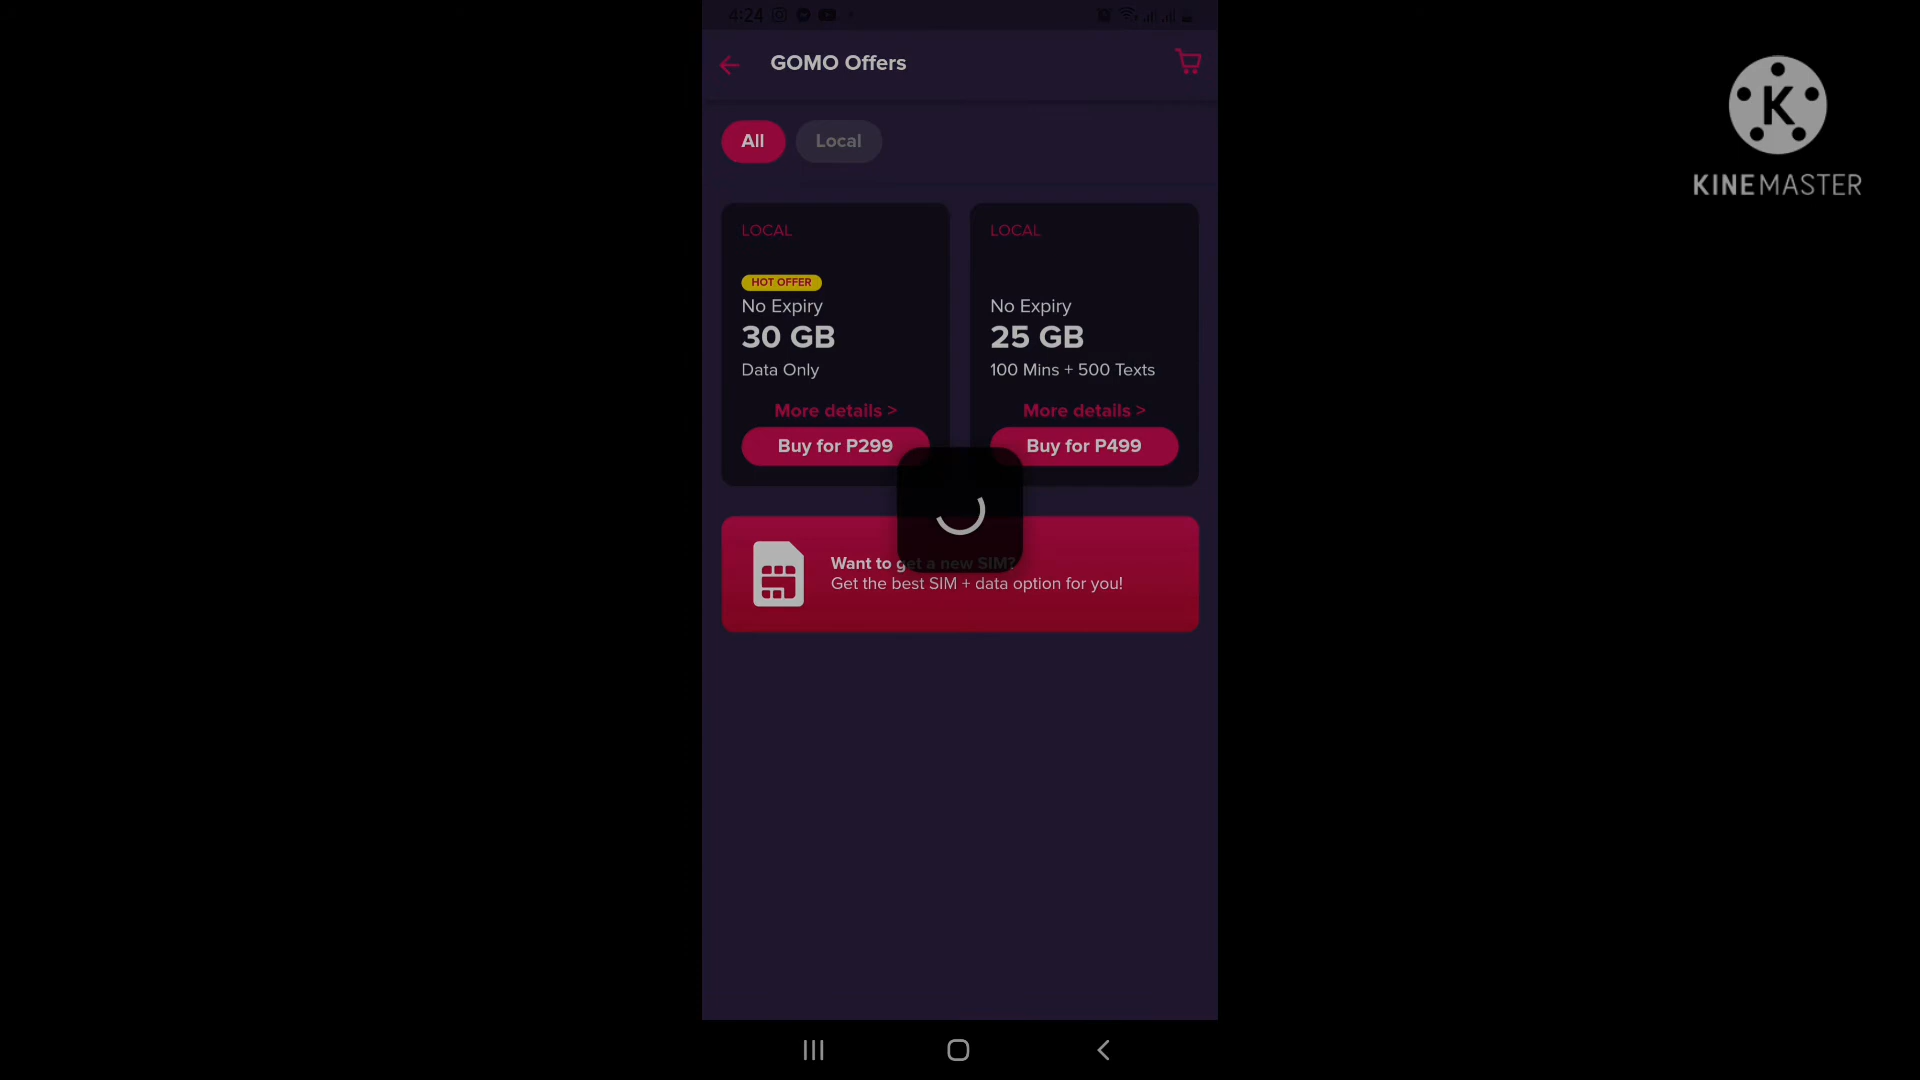 4:24
GOMO Offers
K
KINEMASTER
All
Local
LOCAL
HOT OFFER
No Expiry
30 GB
Data Only
More details >
Buy for P299
LOCAL
No Expiry
25 GB
100 Mins + 500 Texts
More details >
Buy for P499
Want to get a new SIM?
Get the best SIM + data option for you!